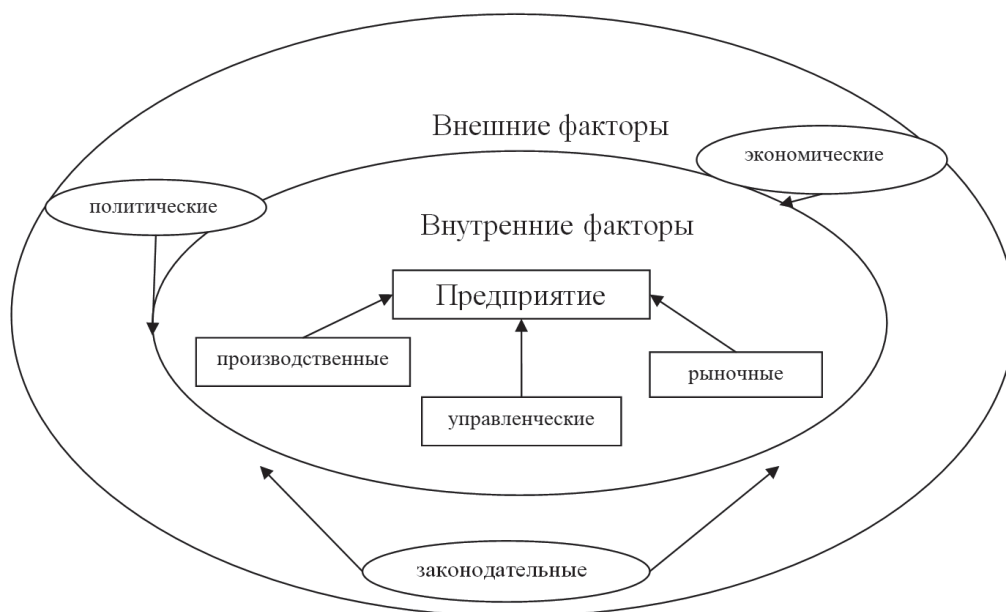 Внешние факторы
экономические
политические
Внутренние факторы
Предприятие
производственные
рыночные
управленческие
законодательные